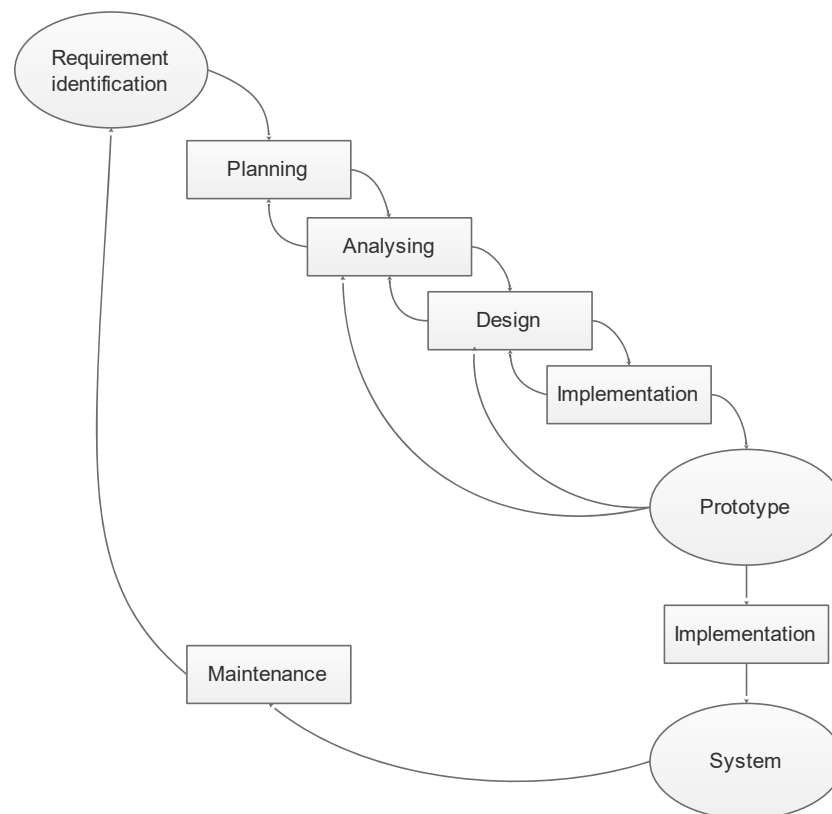 Requirement
identification
Planning
Analysing
Design
Implementation
Prototype
Implementation
Maintenance
System